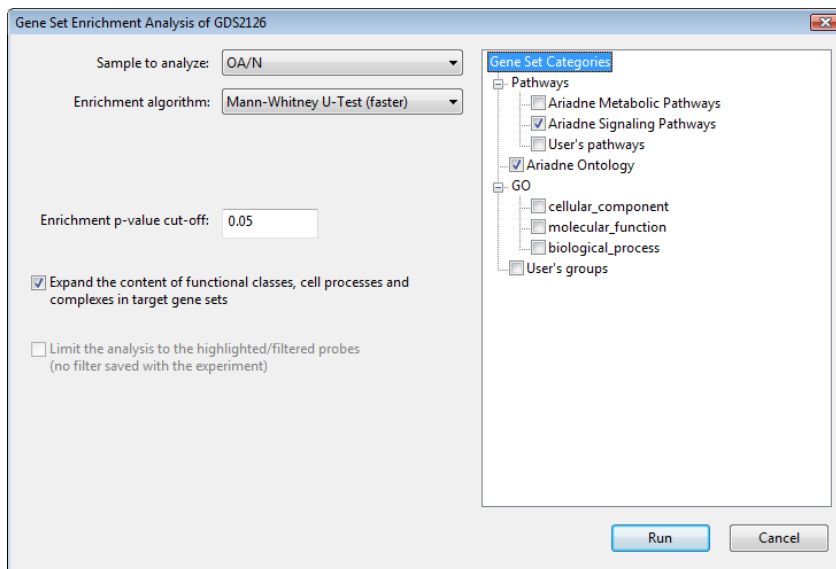 Gene Set Enrichment Analysis of GDS2126
Sample to analyze: OA/N
Enrichment algorithm: Mann-Whitney U-Test (faster)
Enrichment p-value cut-off: 0.05
Expand the content of functional classes, cell processes and
complexes in target gene sets
Limit the analysis to the highlighted/filtered probes
(no filter saved with the experiment)
Gene Set Categories
Pathways
Ariadne Metabolic Pathways
Ariadne Signaling Pathways
User's pathways
Ariadne Ontology
GO
cellular_component
molecular_function
biological_process
User's groups
Run
Cancel